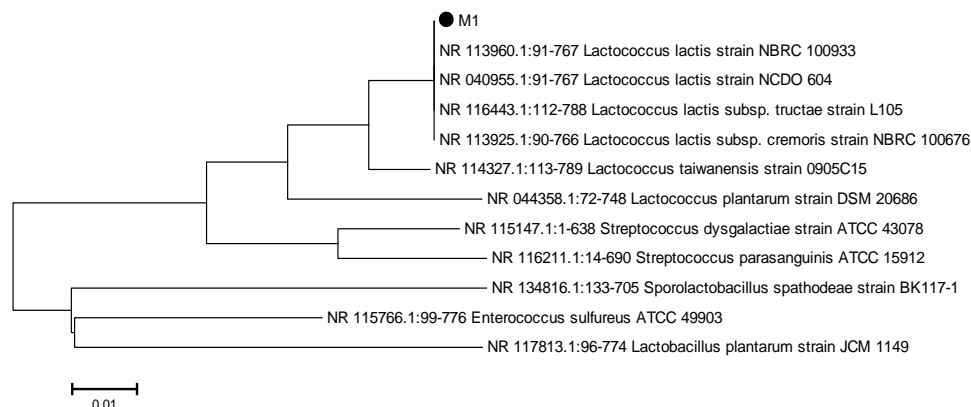 M1
NR 113960.1:91-767 Lactococcus lactis strain NBRC 100933
NR 040955.1:91-767 Lactococcus lactis strain NCDO 604
NR 116443.1:112-788 Lactococcus lactis subsp. tructae strain L105
NR 113925.1:90-766 Lactococcus lactis subsp. cremoris strain NBRC 100676
NR 114327.1:113-789 Lactococcus taiwanensis strain 0905C15
NR 044358.1:72-748 Lactococcus plantarum strain DSM 20686
NR 115147.1:1-638 Streptococcus dysgalactiae strain ATCC 43078
NR 116211.1:14-690 Streptococcus parasanguinis ATCC 15912
NR 134816.1:133-705 Sporolactobacillus spathodeae strain BK117-1
NR 115766.1:99-776 Enterococcus sulfureus ATCC 49903
NR 117813.1:96-774 Lactobacillus plantarum strain JCM 1149
0.01